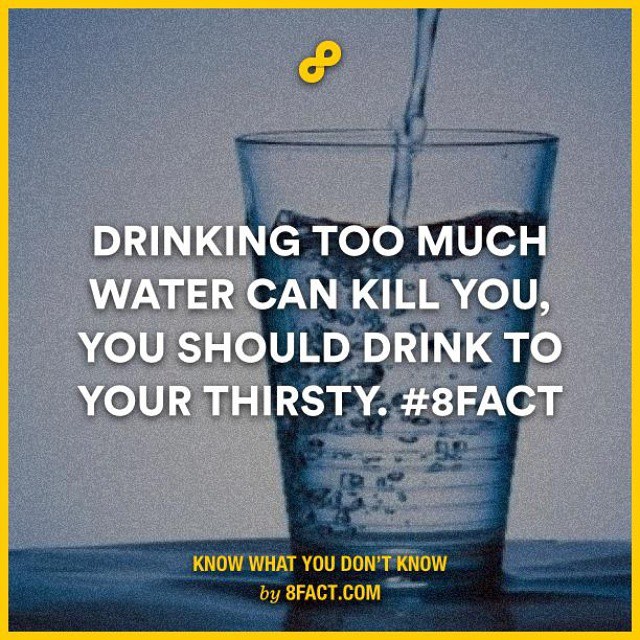 DRINKING TOO MUCH
WATER CAN KILL YOU,
YOU SHOULD DRINK TO
YOUR THIRSTY. #8FACT
KNOW WHAT YOU DON'T KNOW
by 8FACT.COM